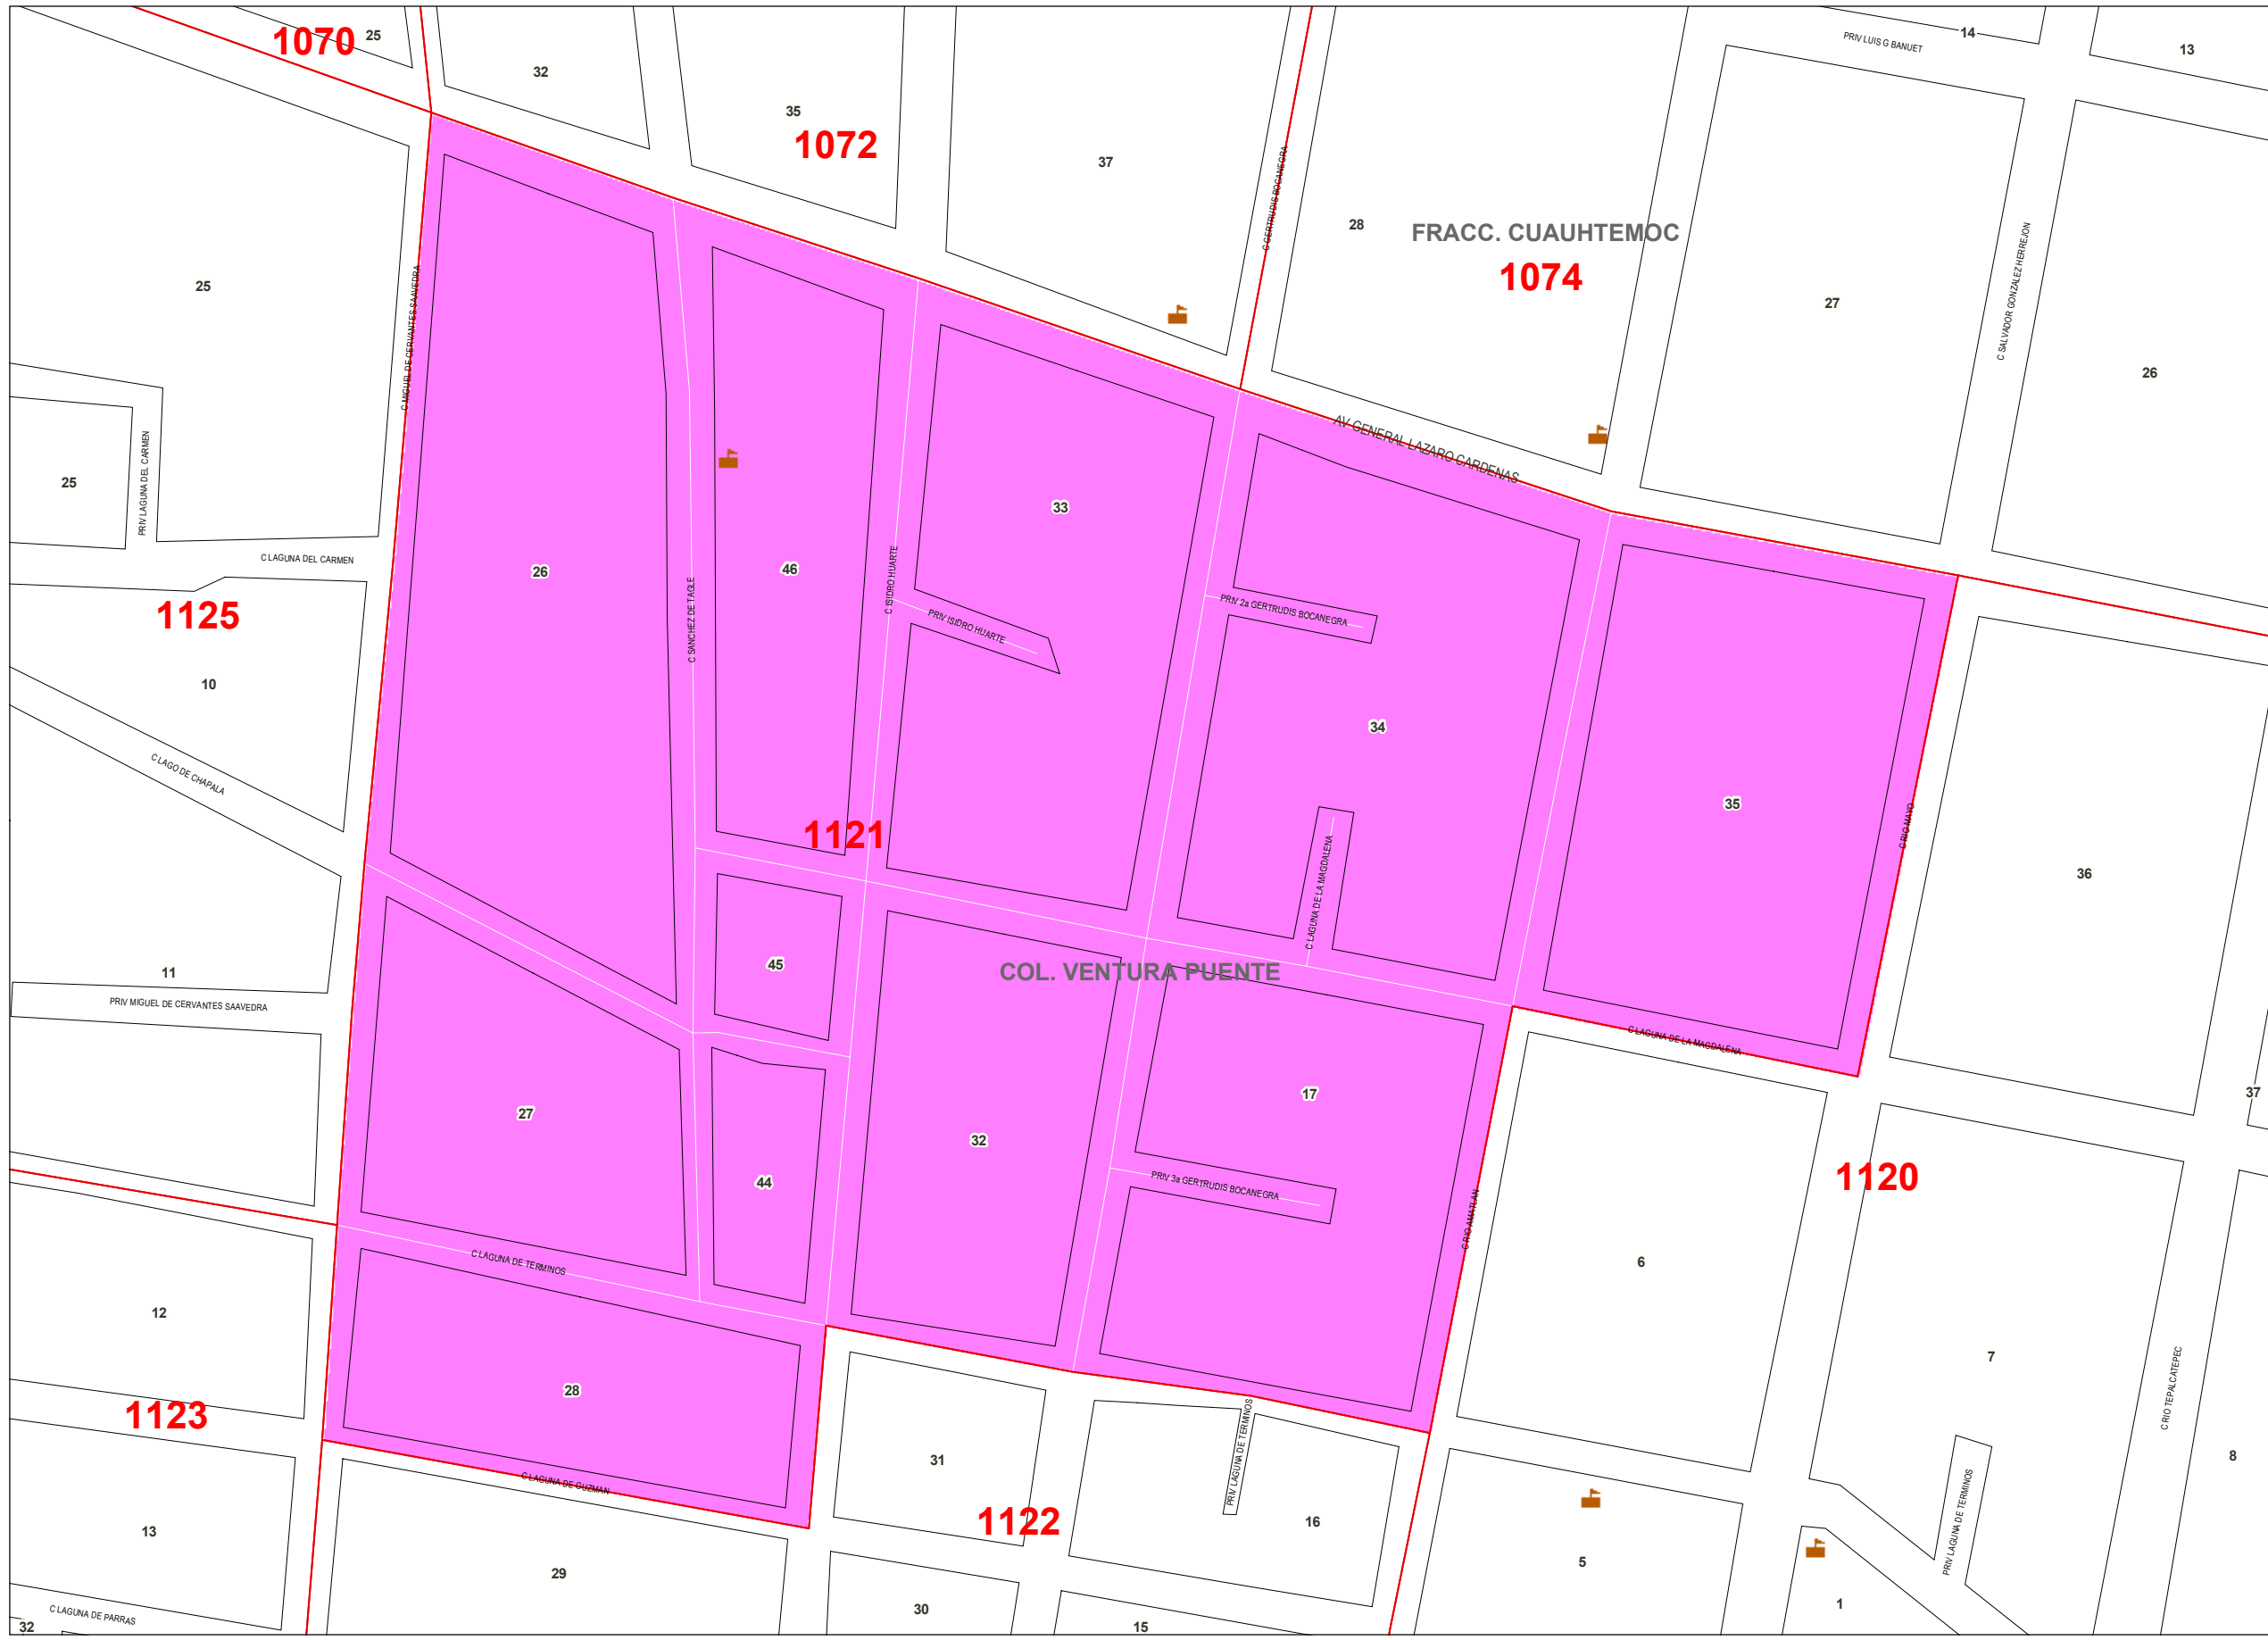 1070
25
32
35
1072
37
PRIV LUIS G BANUET
14
13
C GERTRUDIS BOCANEGRA
28
FRACC. CUAUHTEMOC
1074
27
C SALVADOR GONZALEZ HERREJON
26
25
C MIGUEL DE CERVANTES SAAVEDRA
AV GENERAL LAZARO CARDENAS
25
PRIV LAGUNA DEL CARMEN
C LAGUNA DEL CARMEN
26
46
33
C SANCHEZ DE TAGLE
C ISIDRO HUARTE
PRIV ISIDRO HUARTE
PRIV 2a GERTRUDIS BOCANEGRA
1125
10
34
35
C LAGO DE CHAPALA
1121
C LAGUNA DE LA MAGDALENA
C RIO MAYO
36
11
45
COL. VENTURA PUENTE
PRIV MIGUEL DE CERVANTES SAAVEDRA
C LAGUNA DE LA MAGDALENA
27
17
37
32
44
PRIV 3a GERTRUDIS BOCANEGRA
1120
C RIO AMATLAN
C LAGUNA DE TERMINOS
6
12
7
28
1123
C RIO TEPALCATEPEC
31
PRIV LAGUNA DE TERMINOS
8
C LAGUNA DE GUZMAN
1122
16
13
PRIV LAGUNA DE TERMINOS
29
5
30
1
C LAGUNA DE PARRAS
32
15